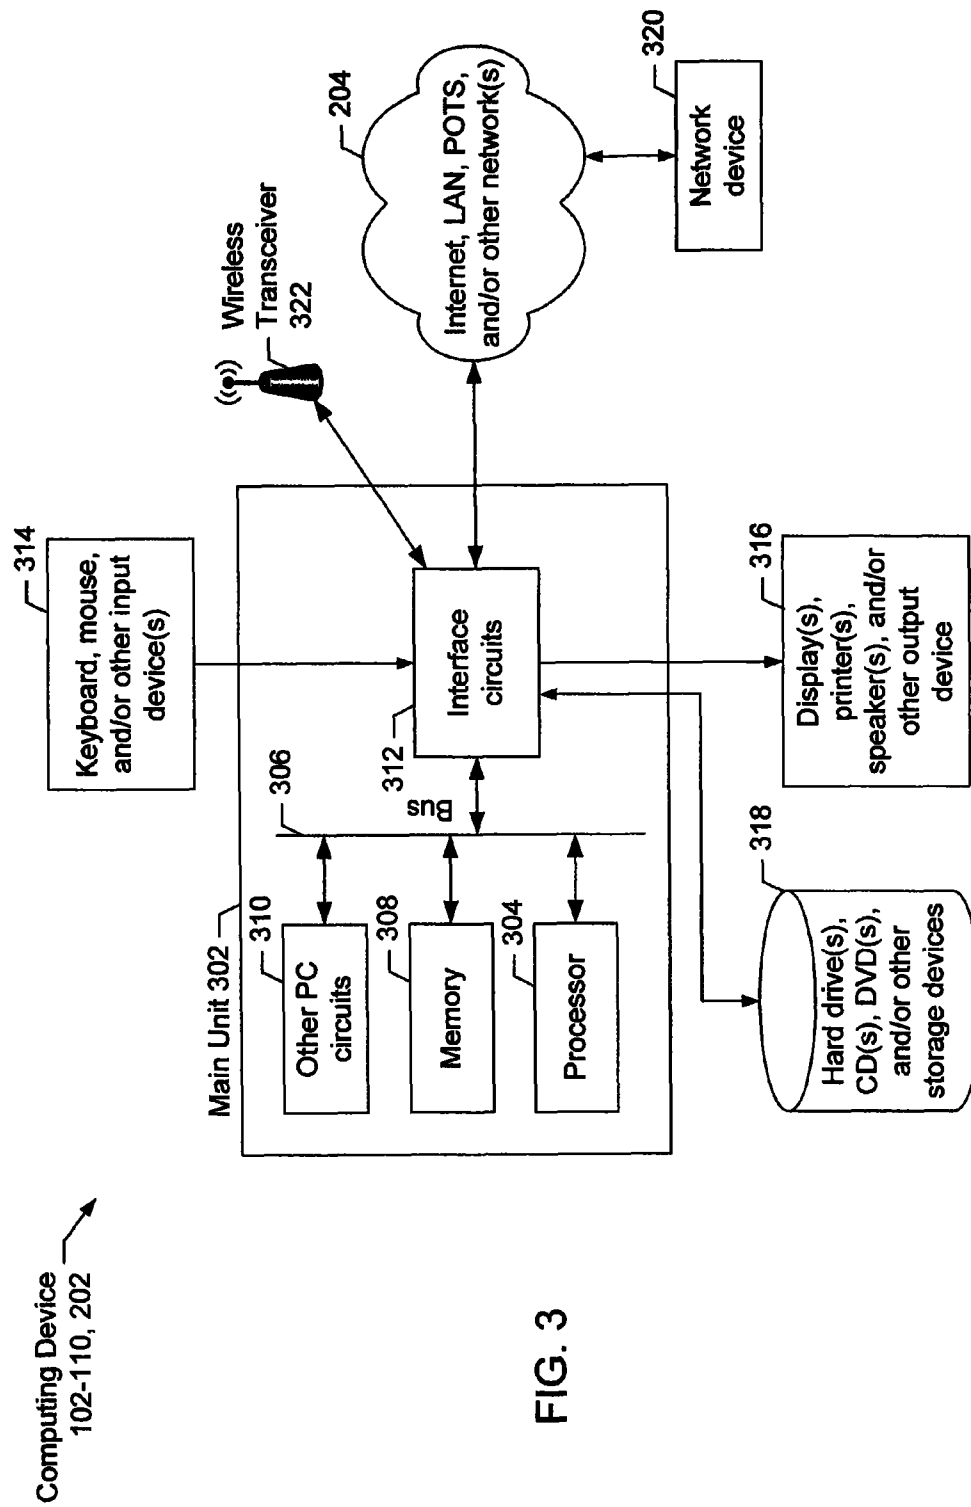 Computing Device
102-110, 202
Main Unit 302
310
Other PC
circuits
308
Memory
304
Processor
306
Bus
312
Interface
circuits
314
Keyboard, mouse,
and/or other input
device(s)
Wireless
Transceiver
322
204
Internet, LAN, POTS,
and/or other network(s)
320
Network
device
318
Hard drive(s),
CD(s), DVD(s),
and/or other
storage devices
316
Display(s),
printer(s),
speaker(s), and/or
other output
device
FIG. 3